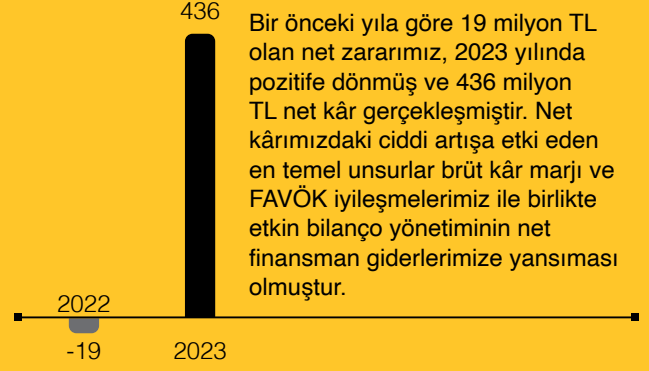 436
Bir önceki yıla göre 19 milyon TL
olan net zararımız, 2023 yılında
pozitife dönmüş ve 436 milyon
TL net kâr gerçekleşmiştir. Net
kârımızdaki ciddi artışa etki eden
en temel unsurlar brüt kâr marjı ve
FAVÖK iyileşmelerimiz ile birlikte
etkin bilanço yönetiminin net
finansman giderlerimize yansıması
olmuştur.
2022
-19
2023